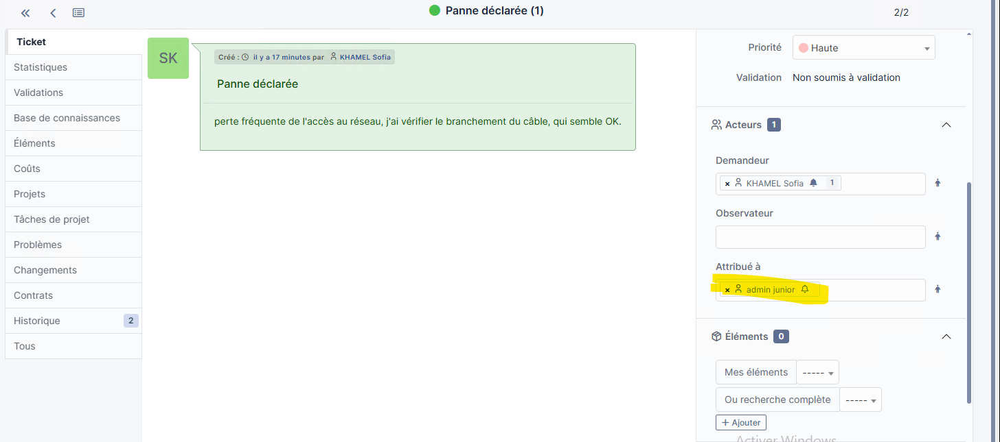 Panne déclarée (1)
2/2
Ticket
Statistiques
Validations
Base de connaissances
Éléments
Coûts
Projets
Tâches de projet
Problèmes
Changements
Contrats
Historique 2
Tous
SK
Créé : il y a 17 minutes par KHAMEL Sofia
Panne déclarée
perte fréquente de l'accès au réseau, j'ai vérifier le branchement du câble, qui semble OK.
Priorité Haute
Validation Non soumis à validation
Acteurs 1
Demandeur
× KHAMEL Sofia 1
Observateur
Attribué à
× admin junior
Éléments 0
Mes éléments -----
Ou recherche complète -----
+ Ajouter
Activer Windows